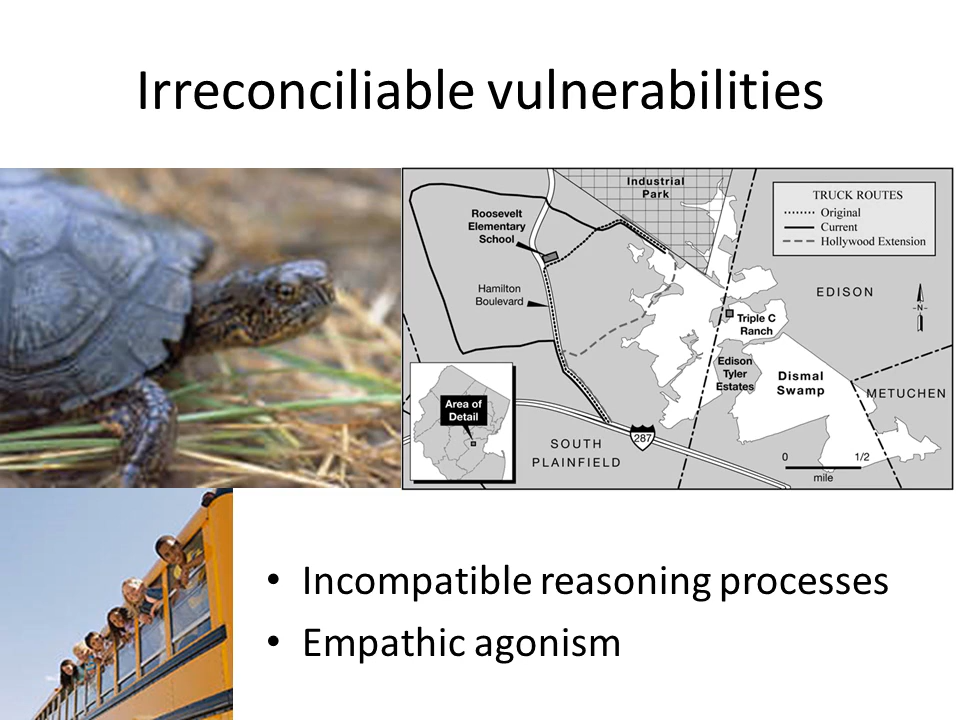 Irreconciliable vulnerabilities
Industrial
Park
TRUCK ROUTES
Original
Current
Hollywood Extension
Roosevelt
Elementary
School
Hamilton
Boulevard
EDISON
-N-
Triple C
Ranch
Edison
Tyler
Estates
Dismal
Swamp
METUCHEN
Area of
Detail
287
SOUTH
PLAINFIELD
0 1/2
mile
• Incompatible reasoning processes
• Empathic agonism